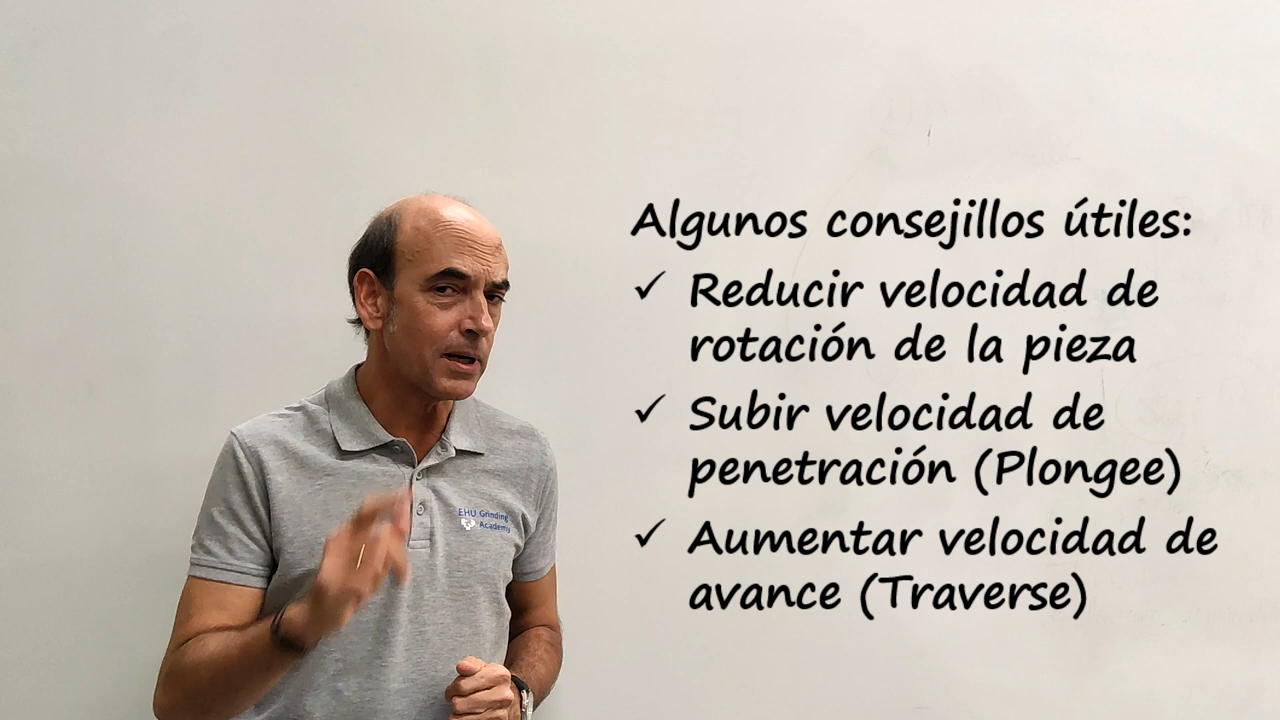 Algunos consejillos útiles:
✓ Reducir velocidad de
rotación de la pieza
✓ Subir velocidad de
penetración (Plongee)
✓ Aumentar velocidad de
avance (Traverse)
EHU Grinding
Academy